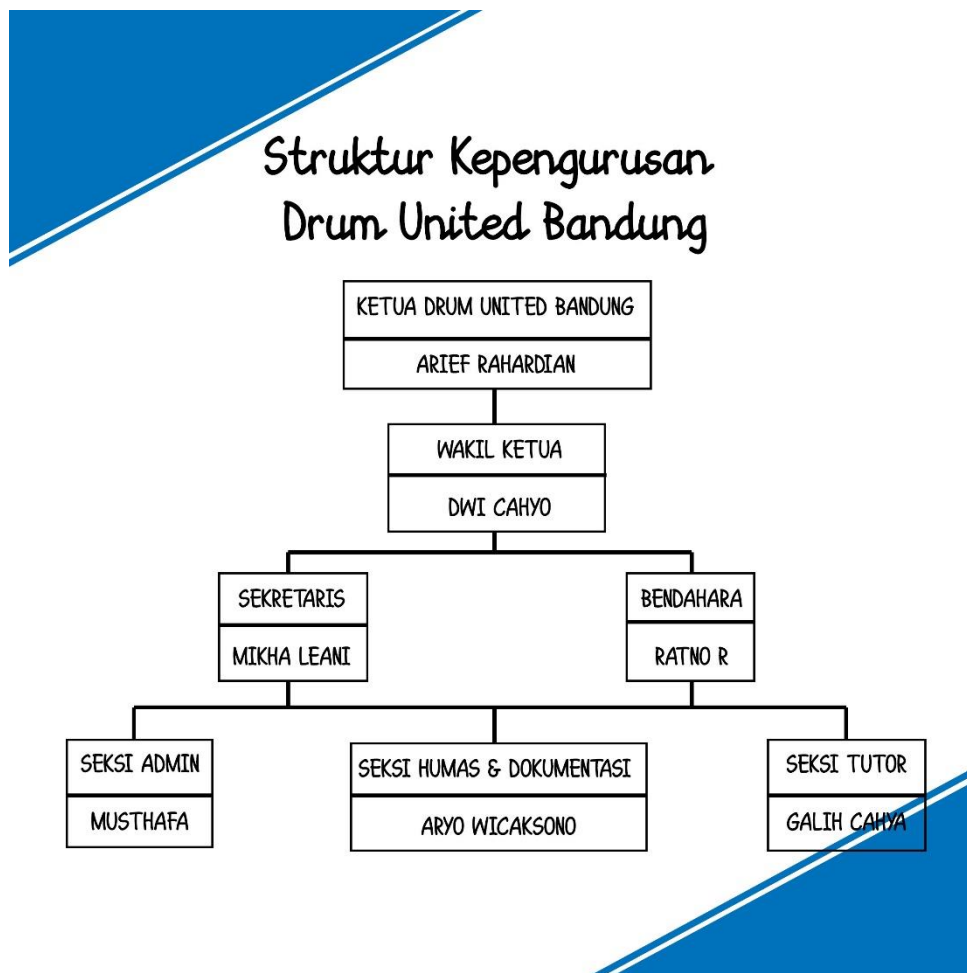 Struktur Kepengurusan
Drum United Bandung
KETUA DRUM UNITED BANDUNG
ARIEF RAHARDIAN
WAKIL KETUA
DWI CAHYO
SEKRETARIS
MIKHA LEANI
BENDAHARA
RATNO R
SEKSI ADMIN
MUSTHAFA
SEKSI HUMAS & DOKUMENTASI
ARYO WICAKSONO
SEKSI TUTOR
GALIH CAHYA